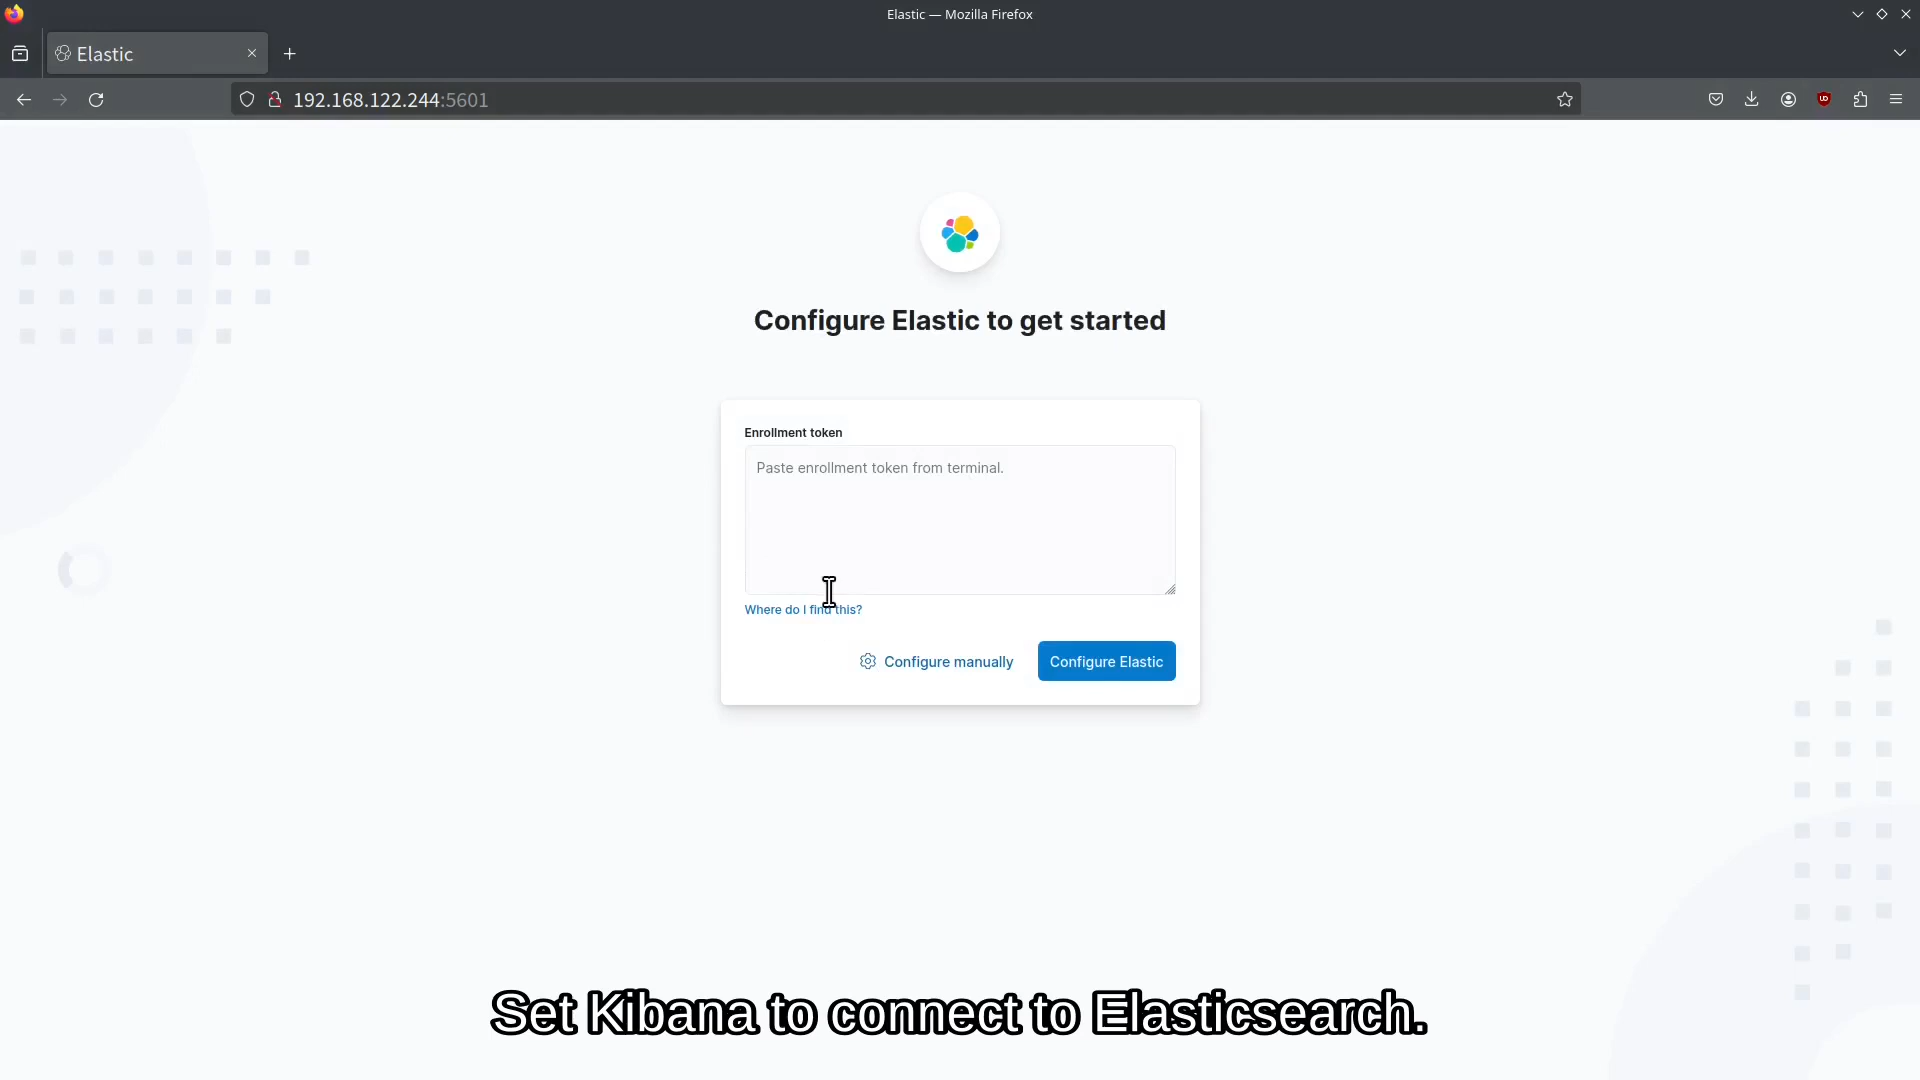 Elastic — Mozilla Firefox
Elastic
192.168.122.244:5601
Configure Elastic to get started
Enrollment token
Paste enrollment token from terminal.
Where do I find this?
Configure manually
Configure Elastic
Set Kibana to connect to Elasticsearch.